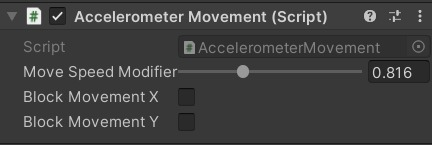 Accelerometer Movement (Script)
Script AccelerometerMovement
Move Speed Modifier 0.816
Block Movement X
Block Movement Y